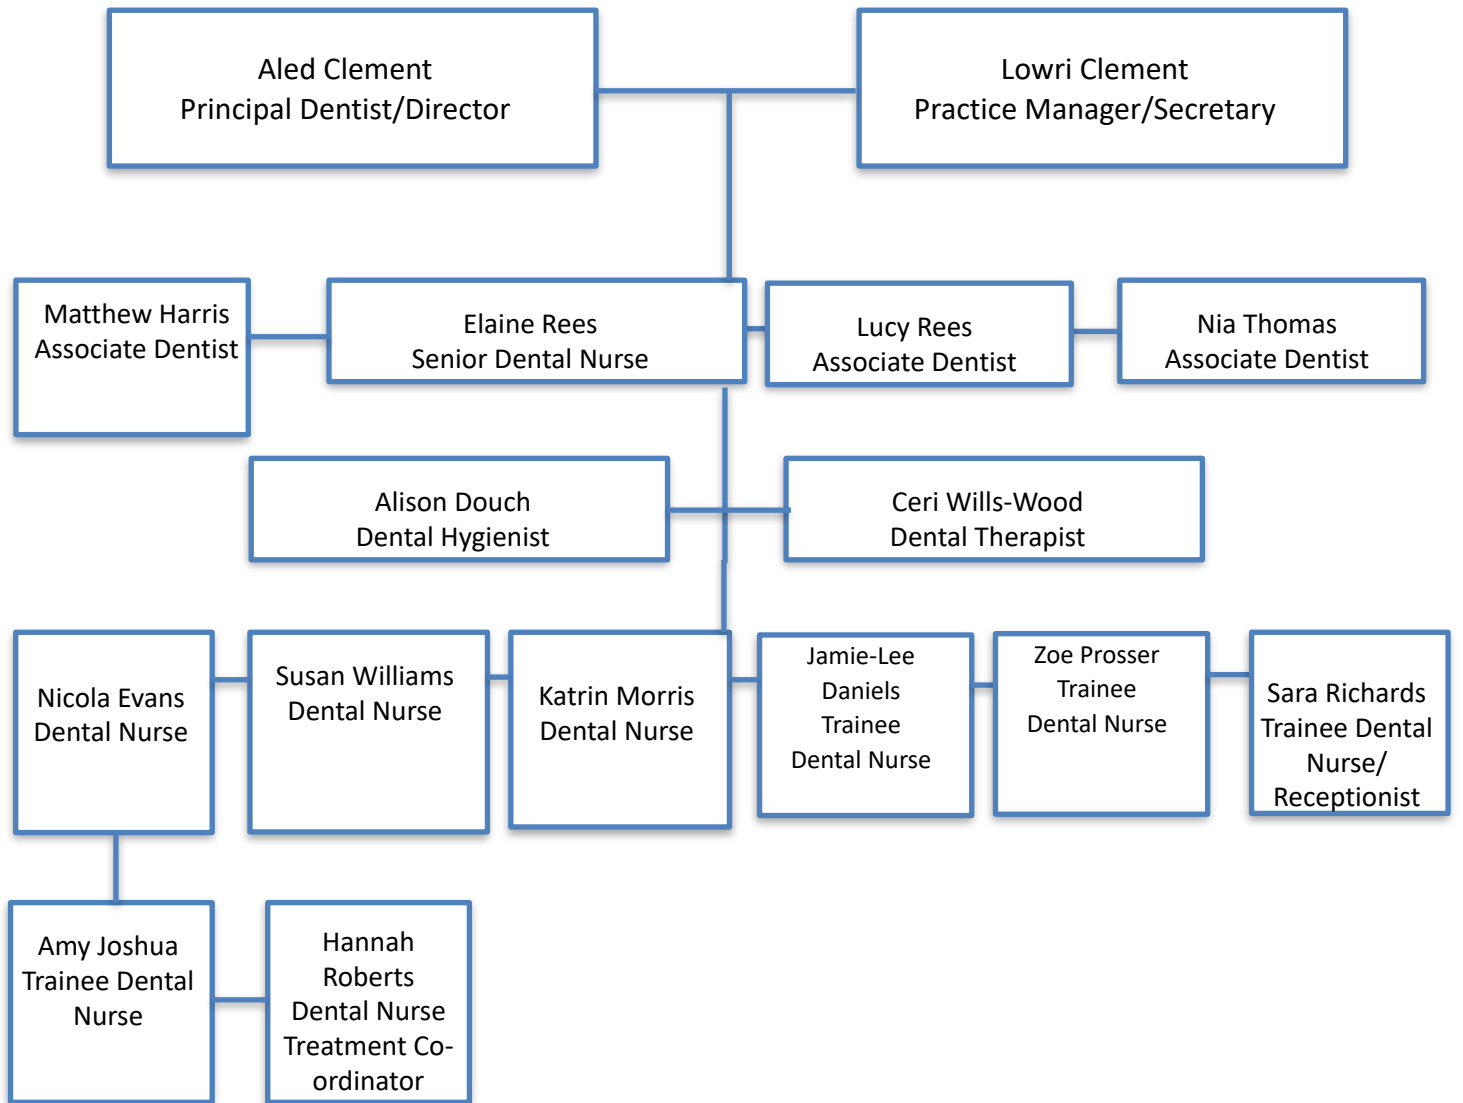 Aled Clement
Principal Dentist/Director
Lowri Clement
Practice Manager/Secretary
Matthew Harris
Associate Dentist
Elaine Rees
Senior Dental Nurse
Lucy Rees
Associate Dentist
Nia Thomas
Associate Dentist
Alison Douch
Dental Hygienist
Ceri Wills-Wood
Dental Therapist
Nicola Evans
Dental Nurse
Susan Williams
Dental Nurse
Katrin Morris
Dental Nurse
Jamie-Lee
Daniels
Trainee
Dental Nurse
Zoe Prosser
Trainee
Dental Nurse
Sara Richards
Trainee Dental
Nurse/
Receptionist
Amy Joshua
Trainee Dental
Nurse
Hannah
Roberts
Dental Nurse
Treatment Co-
ordinator